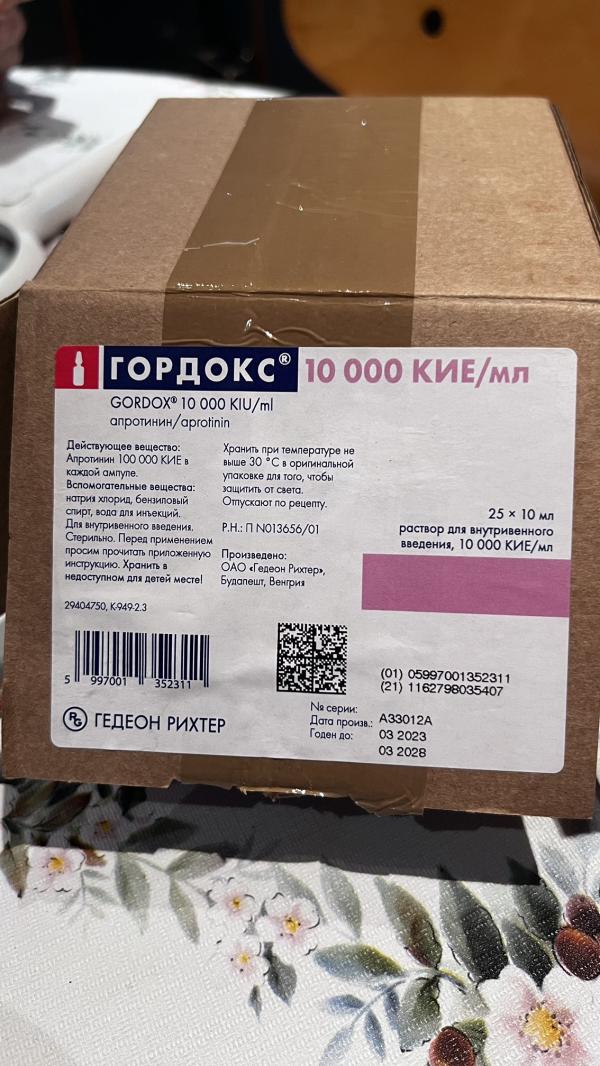 ГОРДОКС® 10 000 КИЕ/мл
GORDOX® 10 000 KIU/ml
апротинин/aprotinin
Действующее вещество:
Апротинин 100 000 КИЕ в
каждой ампуле.
Вспомогательные вещества:
натрия хлорид, бензиловый
спирт, вода для инъекций.
Для внутривенного введения.
Стерильно. Перед применением
просим прочитать приложенную
инструкцию. Хранить в
недоступном для детей месте!
Хранить при температуре не
выше 30 °C в оригинальной
упаковке для того, чтобы
защитить от света.
Отпускают по рецепту.
Р.Н.: П N013656/01
Произведено:
ОАО «Гедеон Рихтер»,
Будапешт, Венгрия
25 × 10 мл
раствор для внутривенного
введения, 10 000 КИЕ/мл
29404750, K-949-2.3
5 997001 352311
(01) 05997001352311
(21) 1162798035407
RG ГЕДЕОН РИХТЕР
№ серии: A33012A
Дата произв.: 03 2023
Годен до: 03 2028